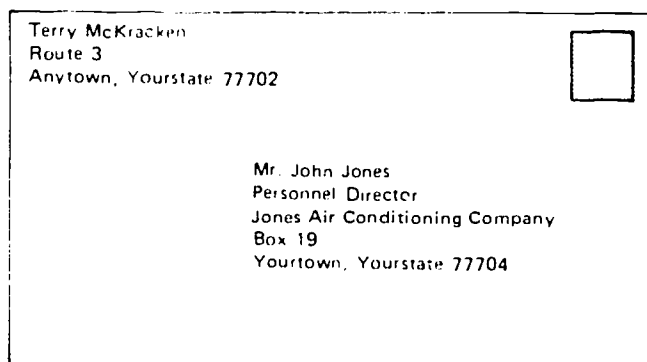 Terry McKracken
Route 3
Anytown, Yourstate 77702
Mr. John Jones
Personnel Director
Jones Air Conditioning Company
Box 19
Yourtown, Yourstate 77704